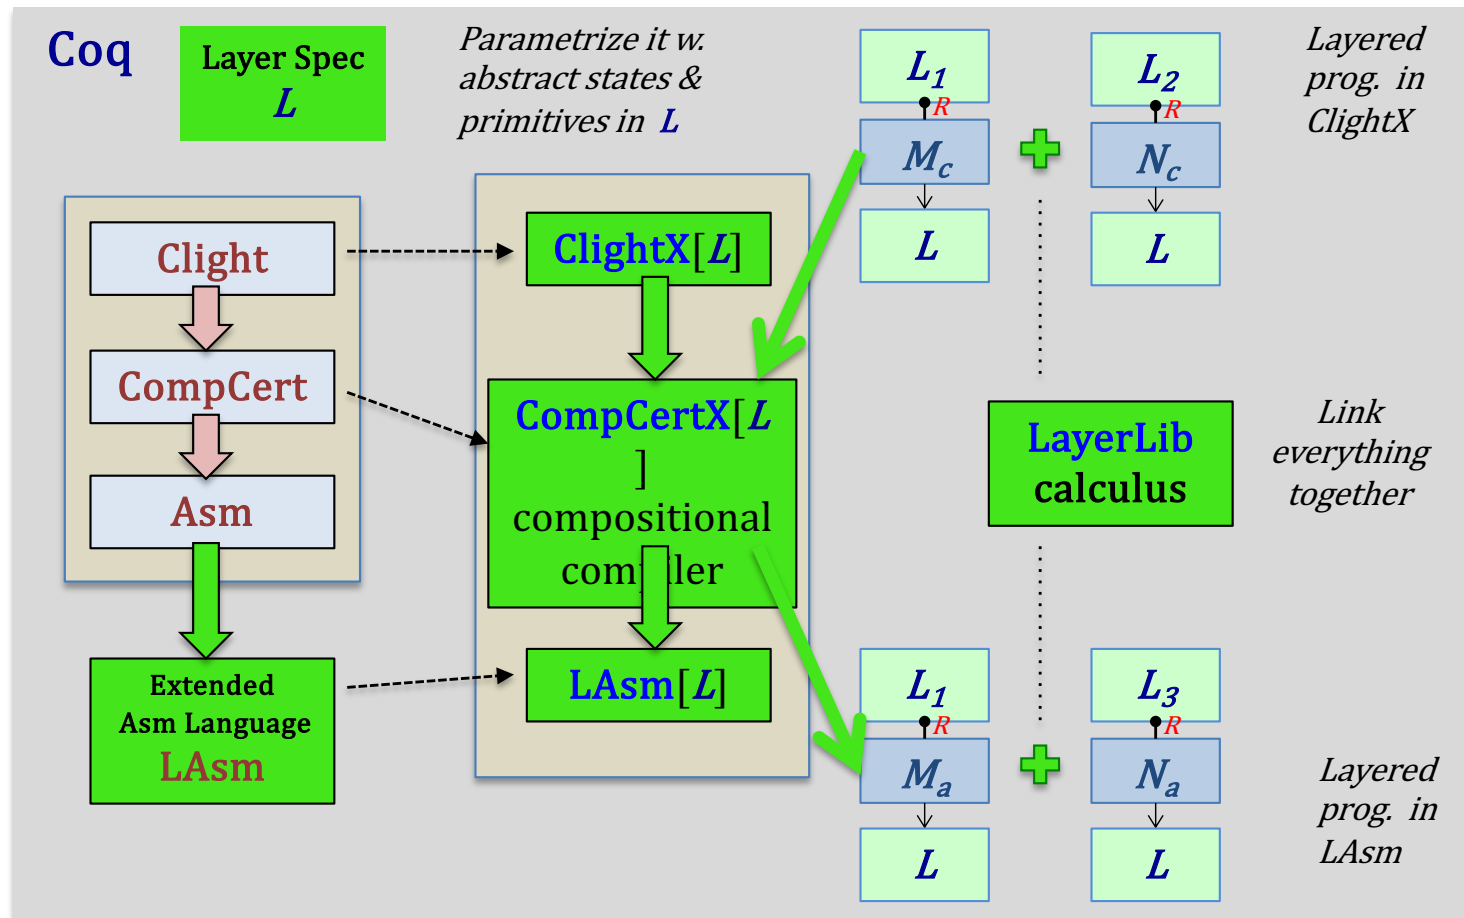 Coq
Layer Spec
L
Parametrize it w.
abstract states &
primitives in L
Clight
CompCert
Asm
Extended
Asm Language
LAsm
ClightX[L]
CompCertX[L
]
compositional
compiler
LAsm[L]
L1
R
Mc
L
L2
R
Nc
L
Layered
prog. in
ClightX
LayerLib
calculus
Link
everything
together
L1
R
Ma
L
L3
R
Na
L
Layered
prog. in
LAsm